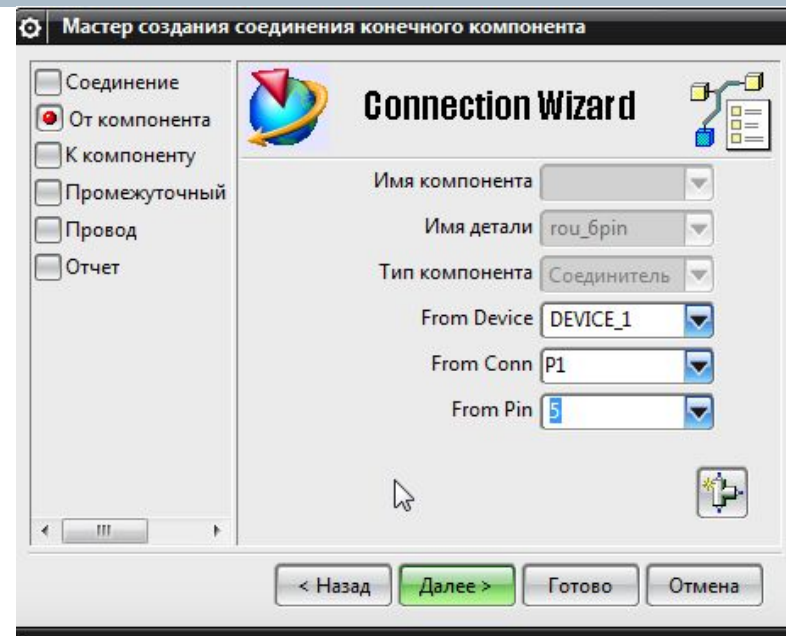 Мастер создания соединения конечного компонента
Соединение
От компонента
К компоненту
Промежуточный
Провод
Отчет
Connection Wizard
Имя компонента
Имя детали rou_6pin
Тип компонента Соединитель
From Device DEVICE_1
From Conn P1
From Pin 5
< Назад Далее > Готово Отмена